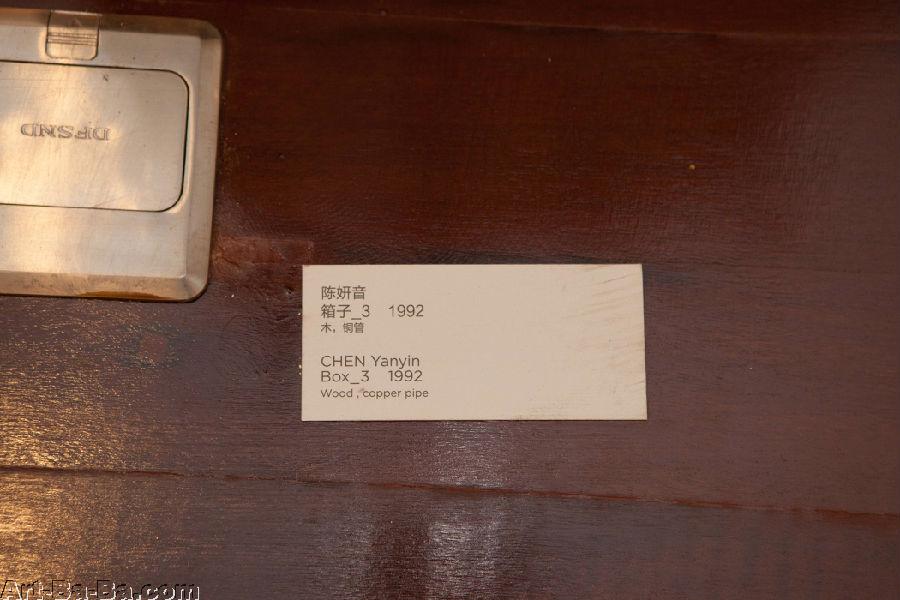 DFSND
陈妍音
箱子_3 1992
木，铜管
CHEN Yanyin
Box_3 1992
Wood , copper pipe
Art-Ba-Ba.com